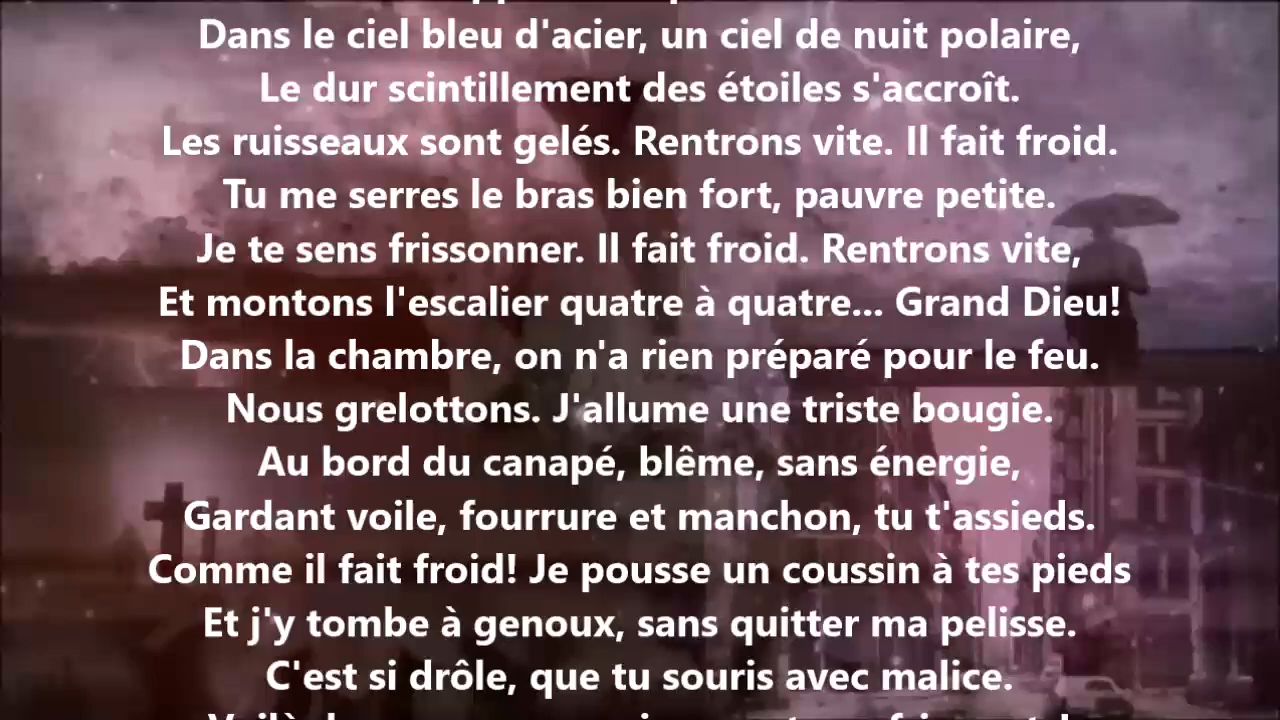 Dans le ciel bleu d'acier, un ciel de nuit polaire,
Le dur scintillement des étoiles s'accroît.
Les ruisseaux sont gelés. Rentrons vite. Il fait froid.
Tu me serres le bras bien fort, pauvre petite.
Je te sens frissonner. Il fait froid. Rentrons vite,
Et montons l'escalier quatre à quatre... Grand Dieu!
Dans la chambre, on n'a rien préparé pour le feu.
Nous grelottons. J'allume une triste bougie.
Au bord du canapé, blême, sans énergie,
Gardant voile, fourrure et manchon, tu t'assieds.
Comme il fait froid! Je pousse un coussin à tes pieds
Et j'y tombe à genoux, sans quitter ma pelisse.
C'est si drôle, que tu souris avec malice.